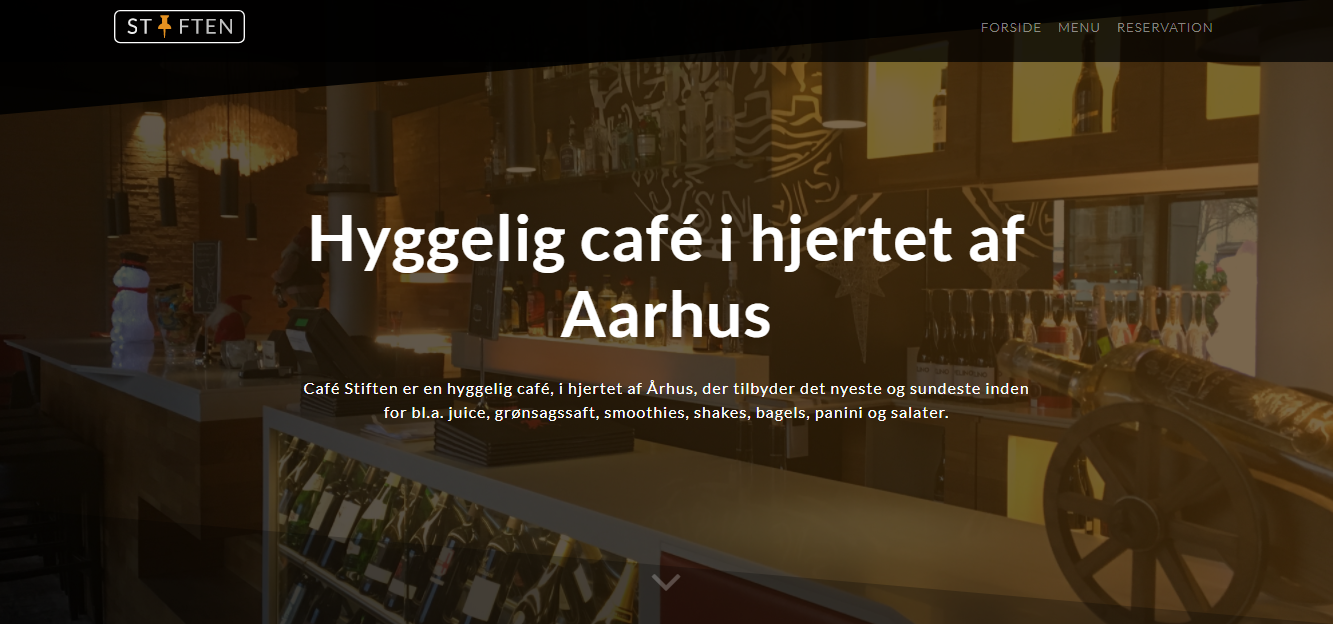 ST FTEN
FORSIDE MENU RESERVATION
Hyggelig café i hjertet af
Aarhus
Café Stiften er en hyggelig café, i hjertet af Århus, der tilbyder det nyeste og sundeste inden
for bl.a. juice, grønsagssaft, smoothies, shakes, bagels, panini og salater.